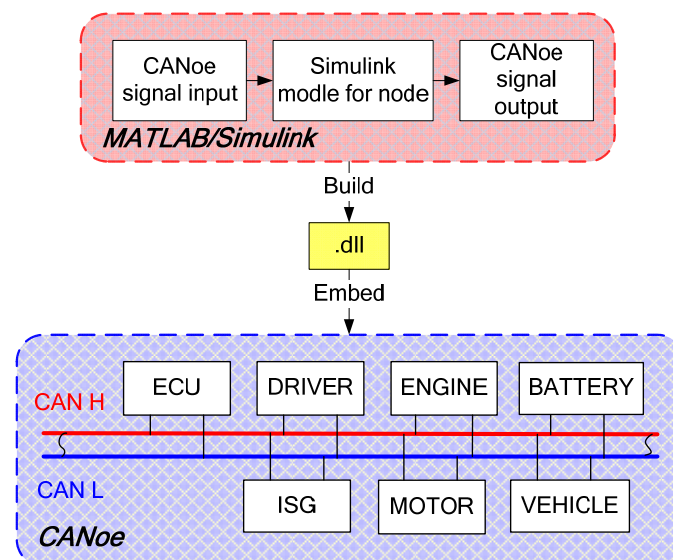 CANoe
signal input
Simulink
modle for node
CANoe
signal
output
MATLAB/Simulink
Build
.dll
Embed
ECU
DRIVER
ENGINE
BATTERY
CAN H
CAN L
ISG
MOTOR
VEHICLE
CANoe